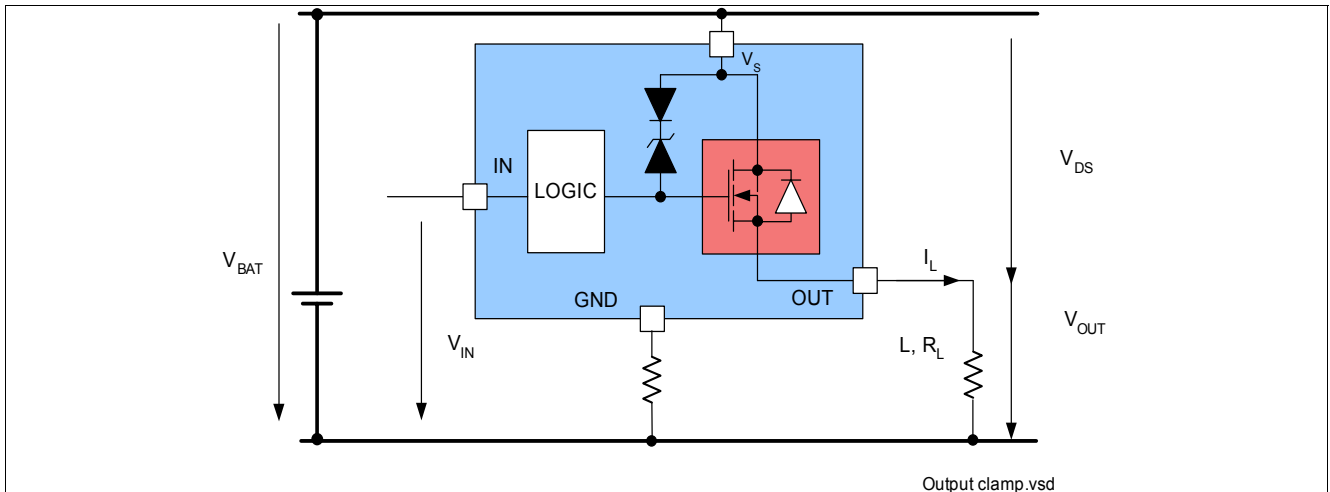 V_S
V_DS
IN
LOGIC
V_BAT
I_L
GND
OUT
V_OUT
V_IN
L, R_L
Output clamp.vsd